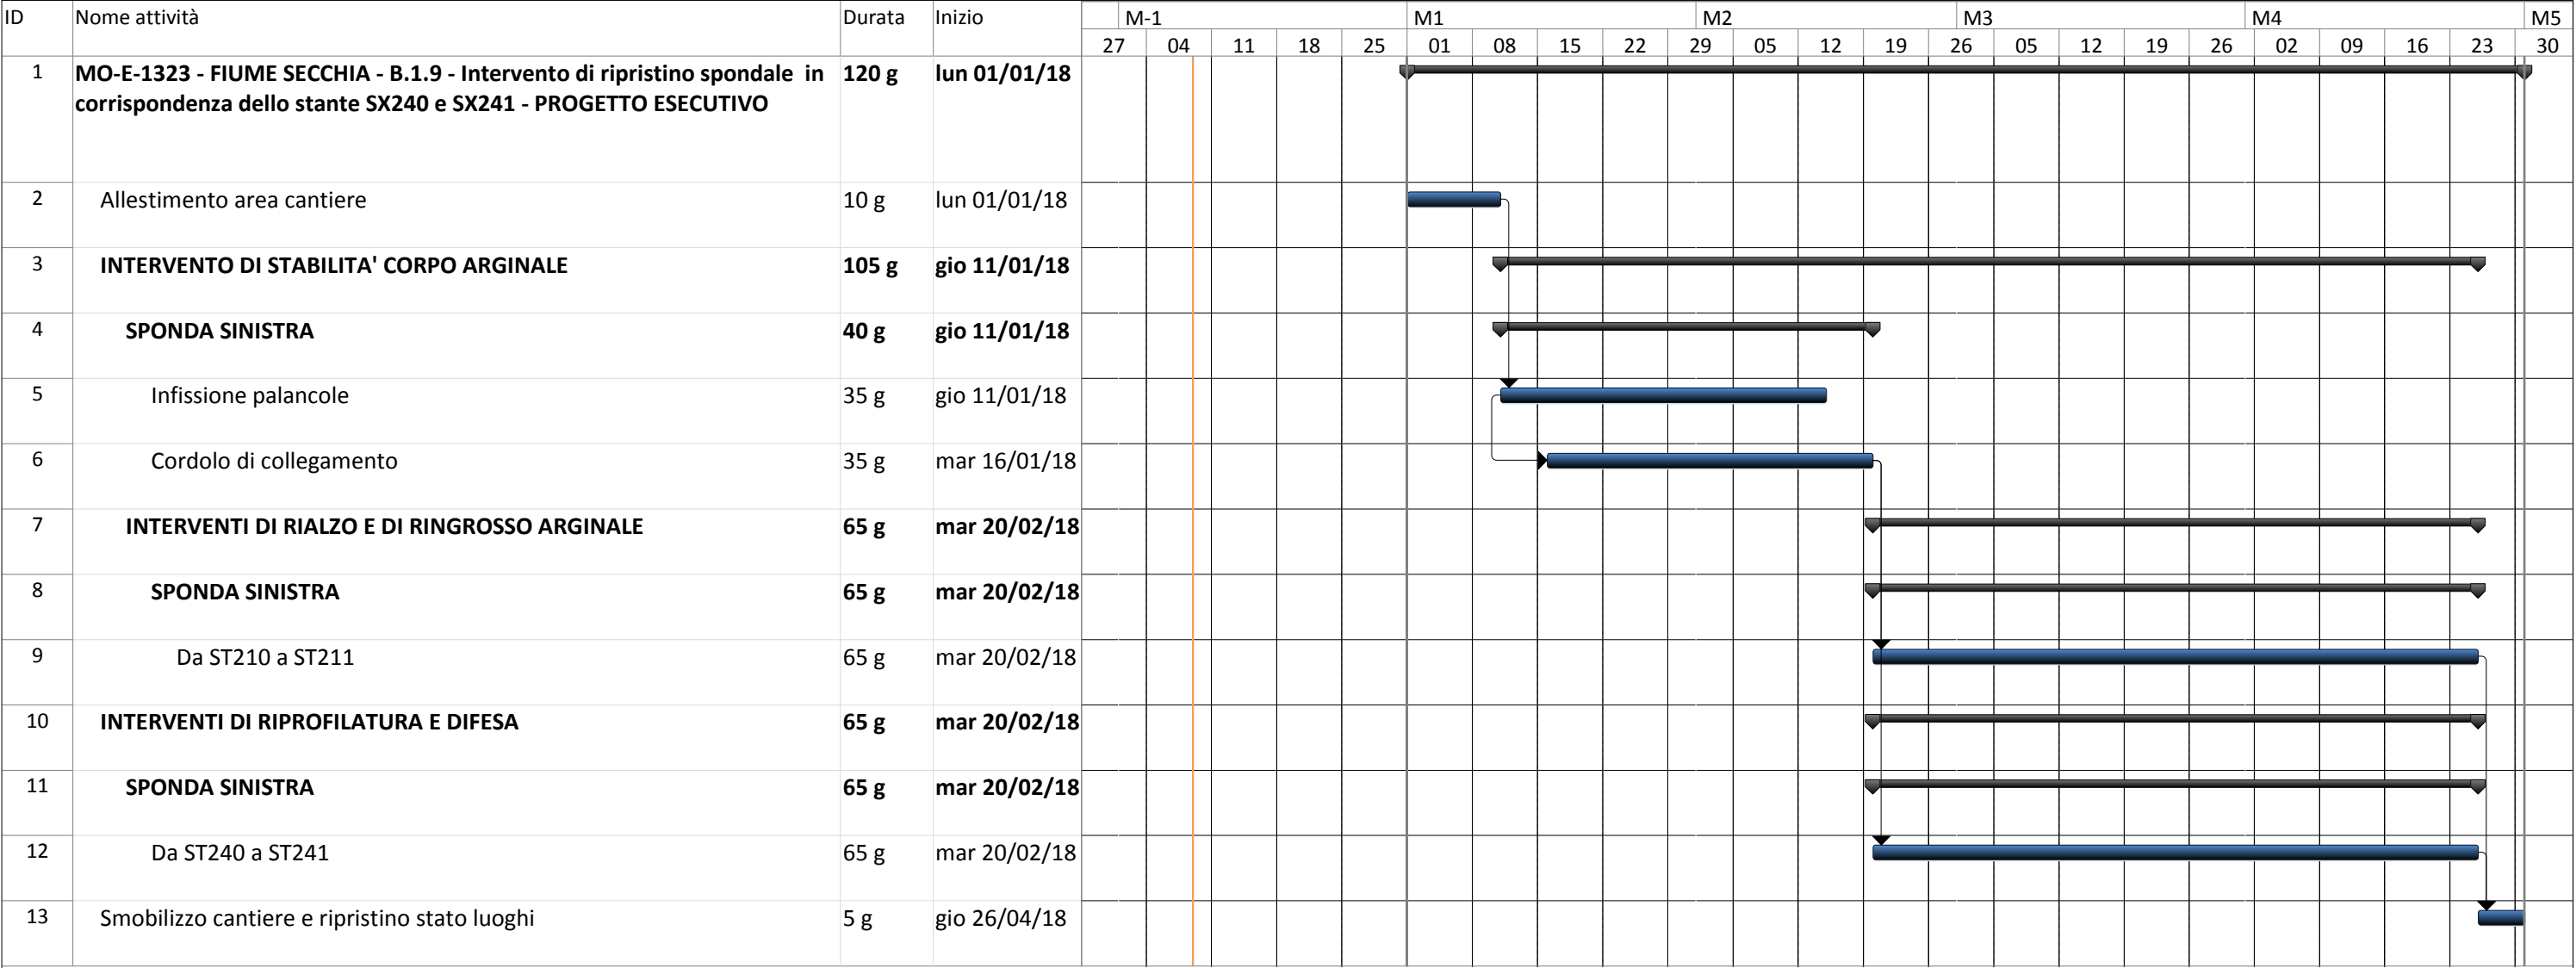 ID Nome attività Durata Inizio M-1 M1 M2 M3 M4 M5
27 04 11 18 25 01 08 15 22 29 05 12 19 26 05 12 19 26 02 09 16 23 30
1 MO-E-1323 - FIUME SECCHIA - B.1.9 - Intervento di ripristino spondale in 120 g lun 01/01/18
corrispondenza dello stante SX240 e SX241 - PROGETTO ESECUTIVO
2 Allestimento area cantiere 10 g lun 01/01/18
3 INTERVENTO DI STABILITA' CORPO ARGINALE 105 g gio 11/01/18
4 SPONDA SINISTRA 40 g gio 11/01/18
5 Infissione palancole 35 g gio 11/01/18
6 Cordolo di collegamento 35 g mar 16/01/18
7 INTERVENTI DI RIALZO E DI RINGROSSO ARGINALE 65 g mar 20/02/18
8 SPONDA SINISTRA 65 g mar 20/02/18
9 Da ST210 a ST211 65 g mar 20/02/18
10 INTERVENTI DI RIPROFILATURA E DIFESA 65 g mar 20/02/18
11 SPONDA SINISTRA 65 g mar 20/02/18
12 Da ST240 a ST241 65 g mar 20/02/18
13 Smobilizzo cantiere e ripristino stato luoghi 5 g gio 26/04/18